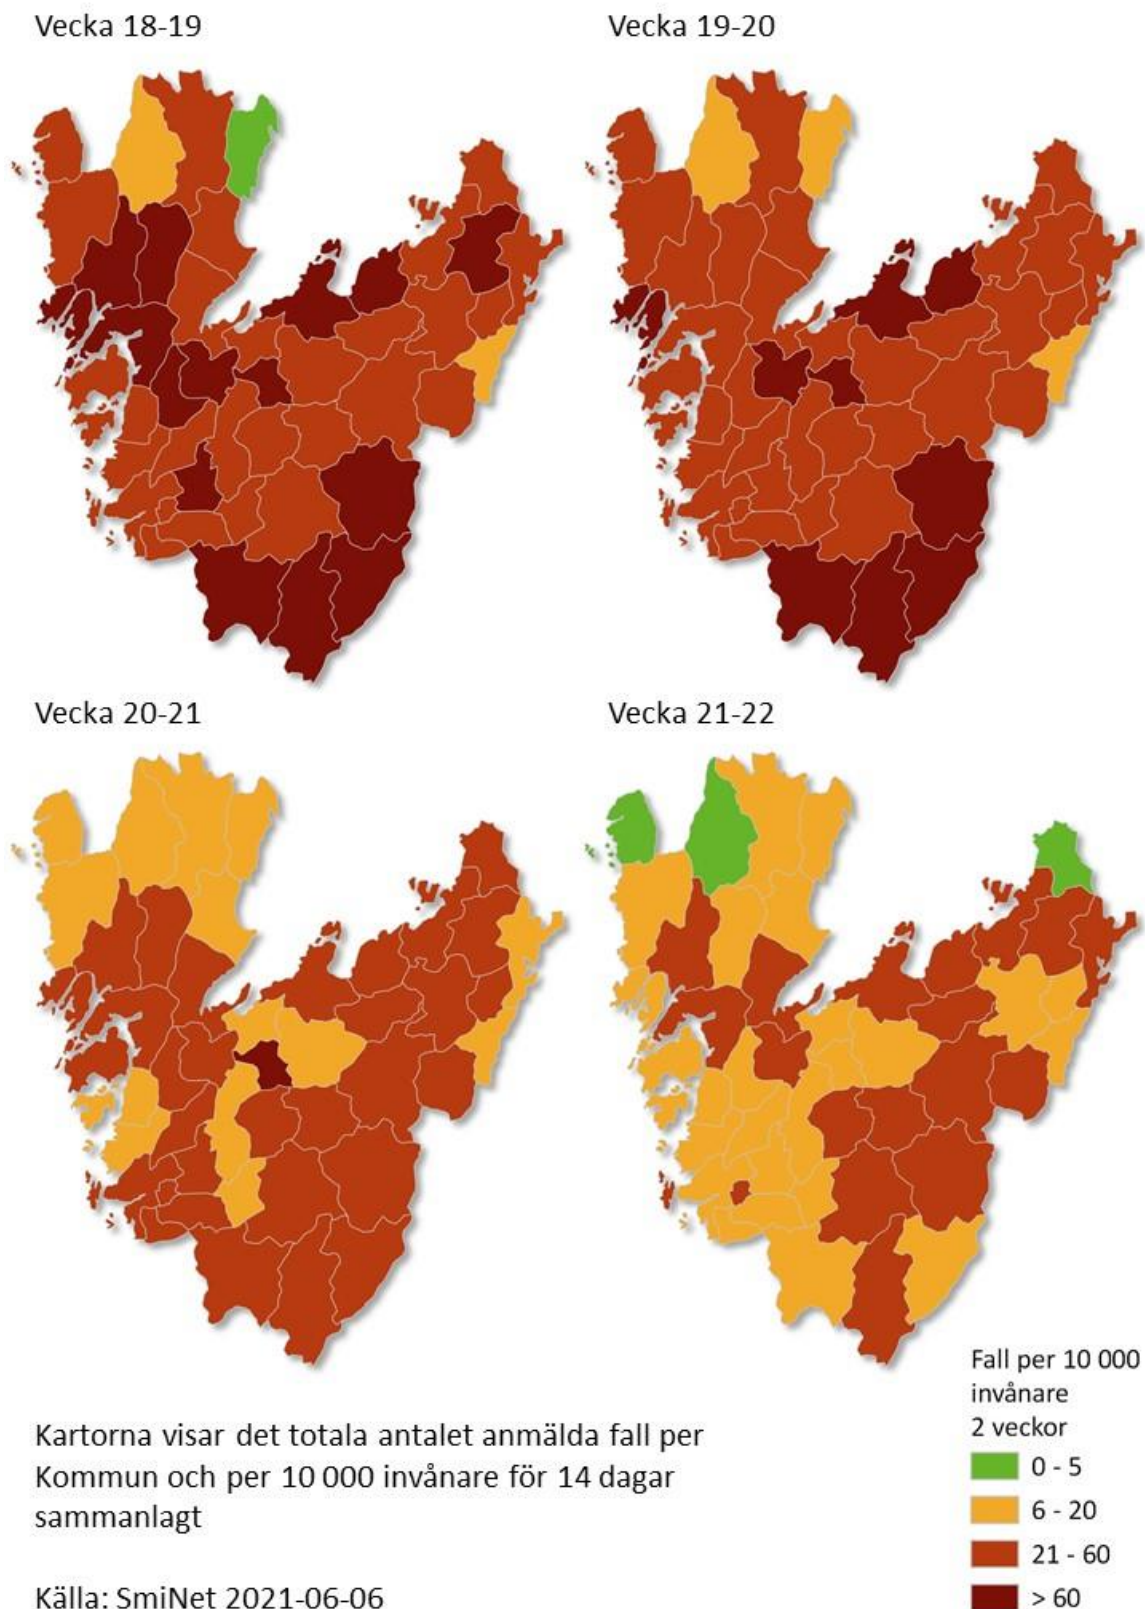 Vecka 18-19
Vecka 19-20
Vecka 20-21
Vecka 21-22
Fall per 10 000
invånare
2 veckor
0 - 5
6 - 20
21 - 60
> 60
Kartorna visar det totala antalet anmälda fall per
Kommun och per 10 000 invånare för 14 dagar
sammanlagt
Källa: SmiNet 2021-06-06